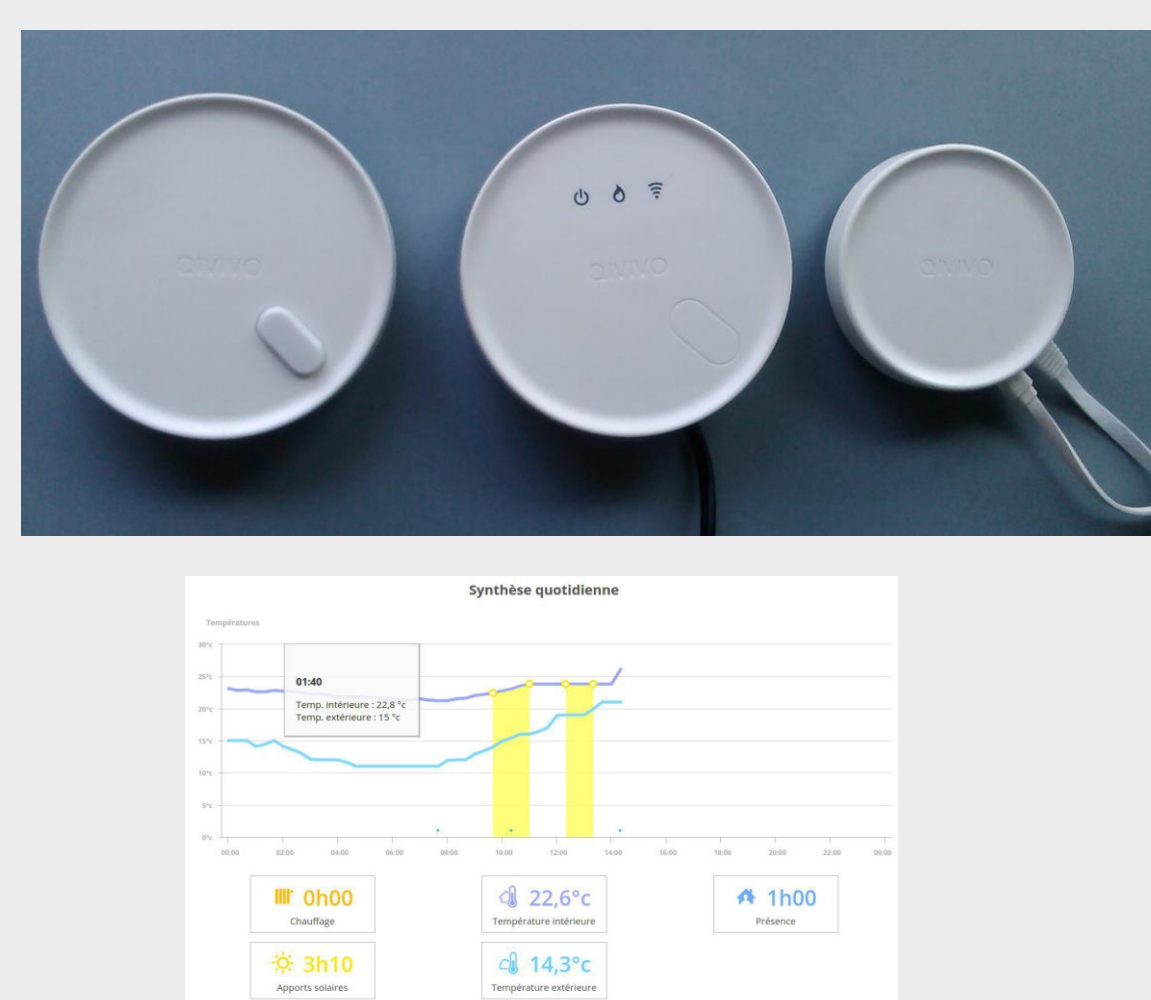 QIVIVO
QIVIVO
QIVIVO
Synthèse quotidienne
Températures
30°c
25°c
20°c
15°c
10°c
5°c
0°c
01:40
Temp. intérieure : 22,8 °c
Temp. extérieure : 15 °c
00:00 02:00 04:00 06:00 08:00 10:00 12:00 14:00 16:00 18:00 20:00 22:00 00:00
0h00
Chauffage
22,6°c
Température intérieure
1h00
Présence
3h10
Apports solaires
14,3°c
Température extérieure